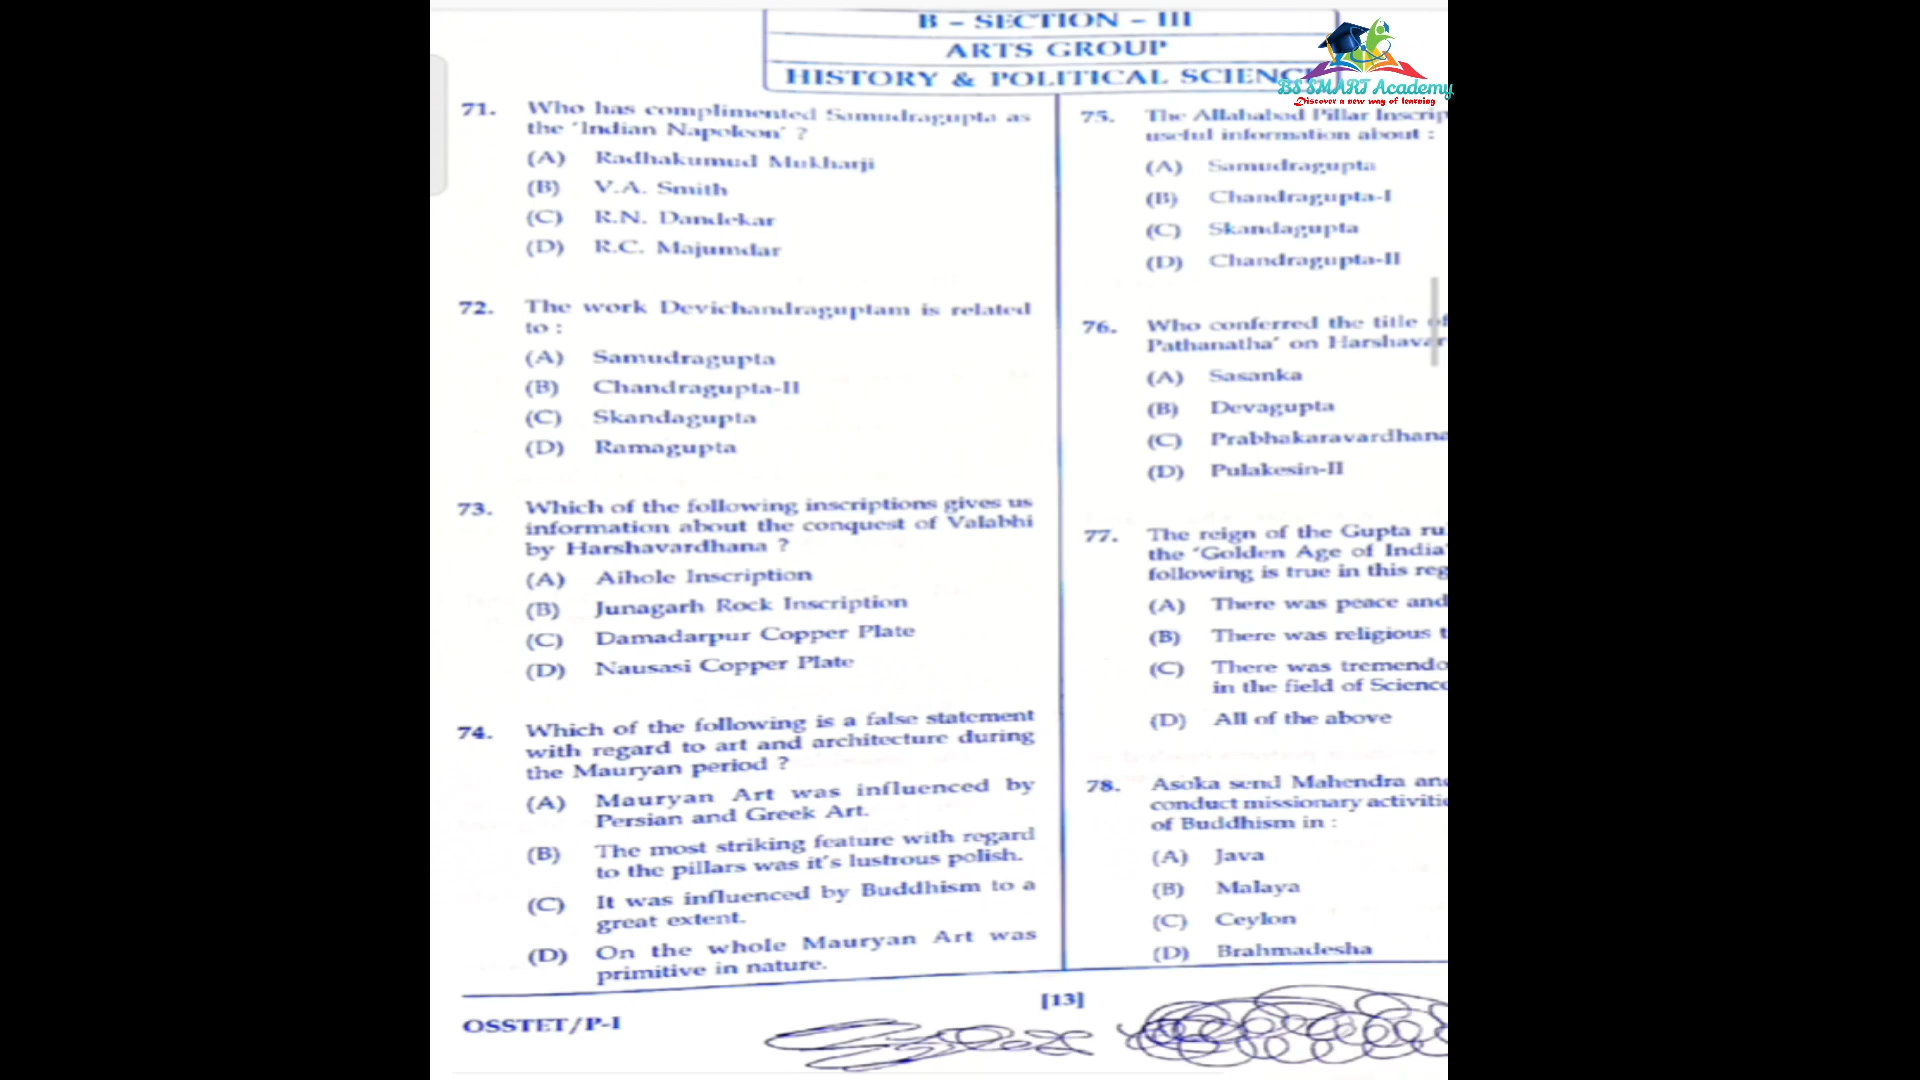 B - SECTION - III
ARTS GROUP
HISTORY & POLITICAL SCIENC
BS SMART Academy
Discover a new way of learning
71. Who has complimented Samudragupta as
the 'Indian Napoleon' ?
(A) Radhakumud Mukharji
(B) V.A. Smith
(C) R.N. Dandekar
(D) R.C. Majumdar
72. The work Devichandraguptam is related
to :
(A) Samudragupta
(B) Chandragupta-II
(C) Skandagupta
(D) Ramagupta
73. Which of the following inscriptions gives us
information about the conquest of Valabhi
by Harshavardhana ?
(A) Aihole Inscription
(B) Junagarh Rock Inscription
(C) Damadarpur Copper Plate
(D) Nausasi Copper Plate
74. Which of the following is a false statement
with regard to art and architecture during
the Mauryan period ?
(A) Mauryan Art was influenced by
Persian and Greek Art.
(B) The most striking feature with regard
to the pillars was it's lustrous polish.
(C) It was influenced by Buddhism to a
great extent.
(D) On the whole Mauryan Art was
primitive in nature.
75. The Allahabad Pillar Inscrip
useful information about :
(A) Samudragupta
(B) Chandragupta-I
(C) Skandagupta
(D) Chandragupta-II
76. Who conferred the title of
Pathanatha' on Harshavar
(A) Sasanka
(B) Devagupta
(C) Prabhakaravardhana
(D) Pulakesin-II
77. The reign of the Gupta ru
the 'Golden Age of India'
following is true in this reg
(A) There was peace and
(B) There was religious t
(C) There was tremendo
in the field of Science
(D) All of the above
78. Asoka send Mahendra and
conduct missionary activitie
of Buddhism in :
(A) Java
(B) Malaya
(C) Ceylon
(D) Brahmadesha
[13]
OSSTET/P-I